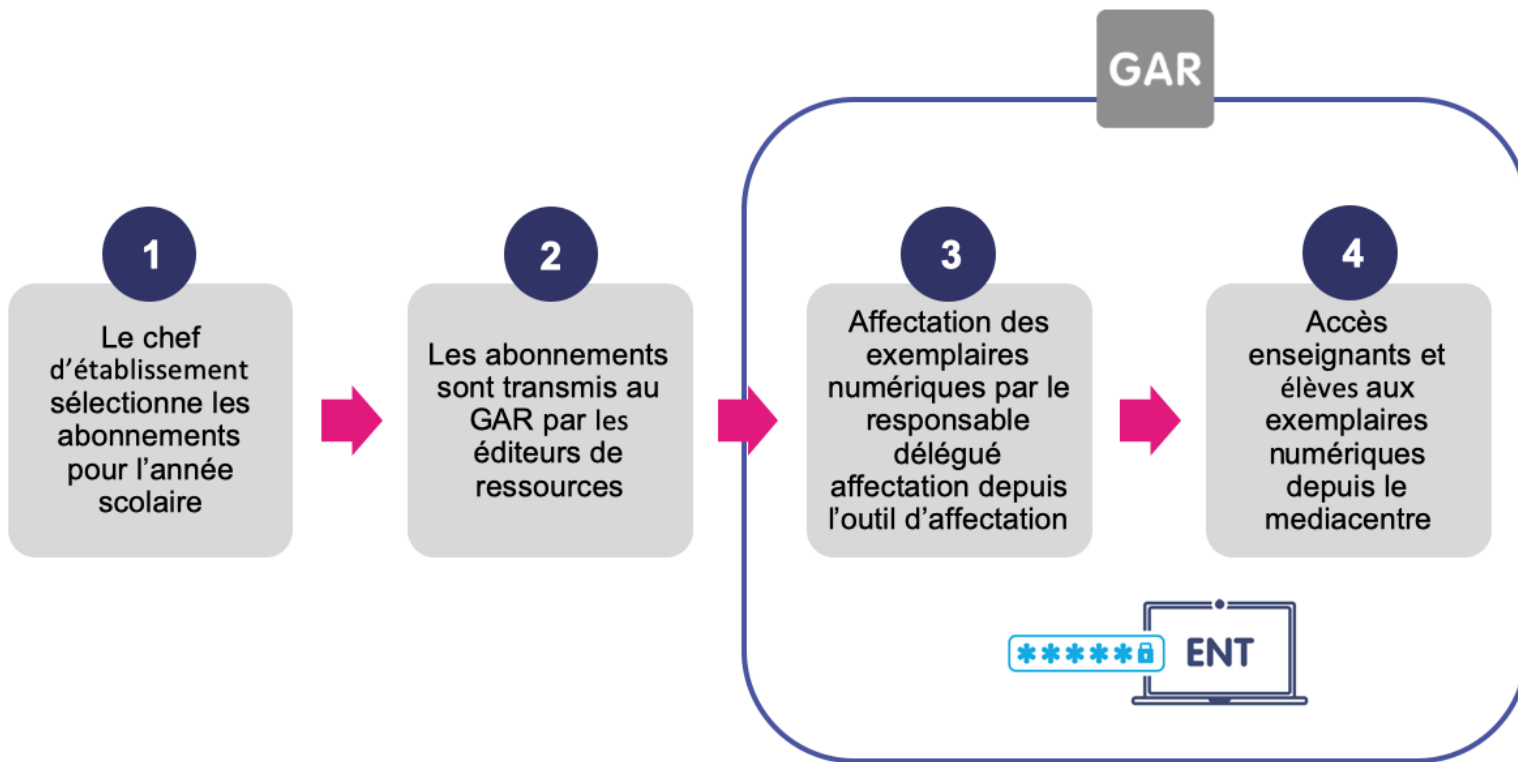 GAR
1
Le chef
d'établissement
sélectionne les
abonnements
pour l'année
scolaire
2
Les abonnements
sont transmis au
GAR par les
éditeurs de
ressources
3
Affectation des
exemplaires
numériques par le
responsable
délégué
affectation depuis
l'outil d'affectation
4
Accès
enseignants et
élèves aux
exemplaires
numériques
depuis le
mediacentre
*****
ENT